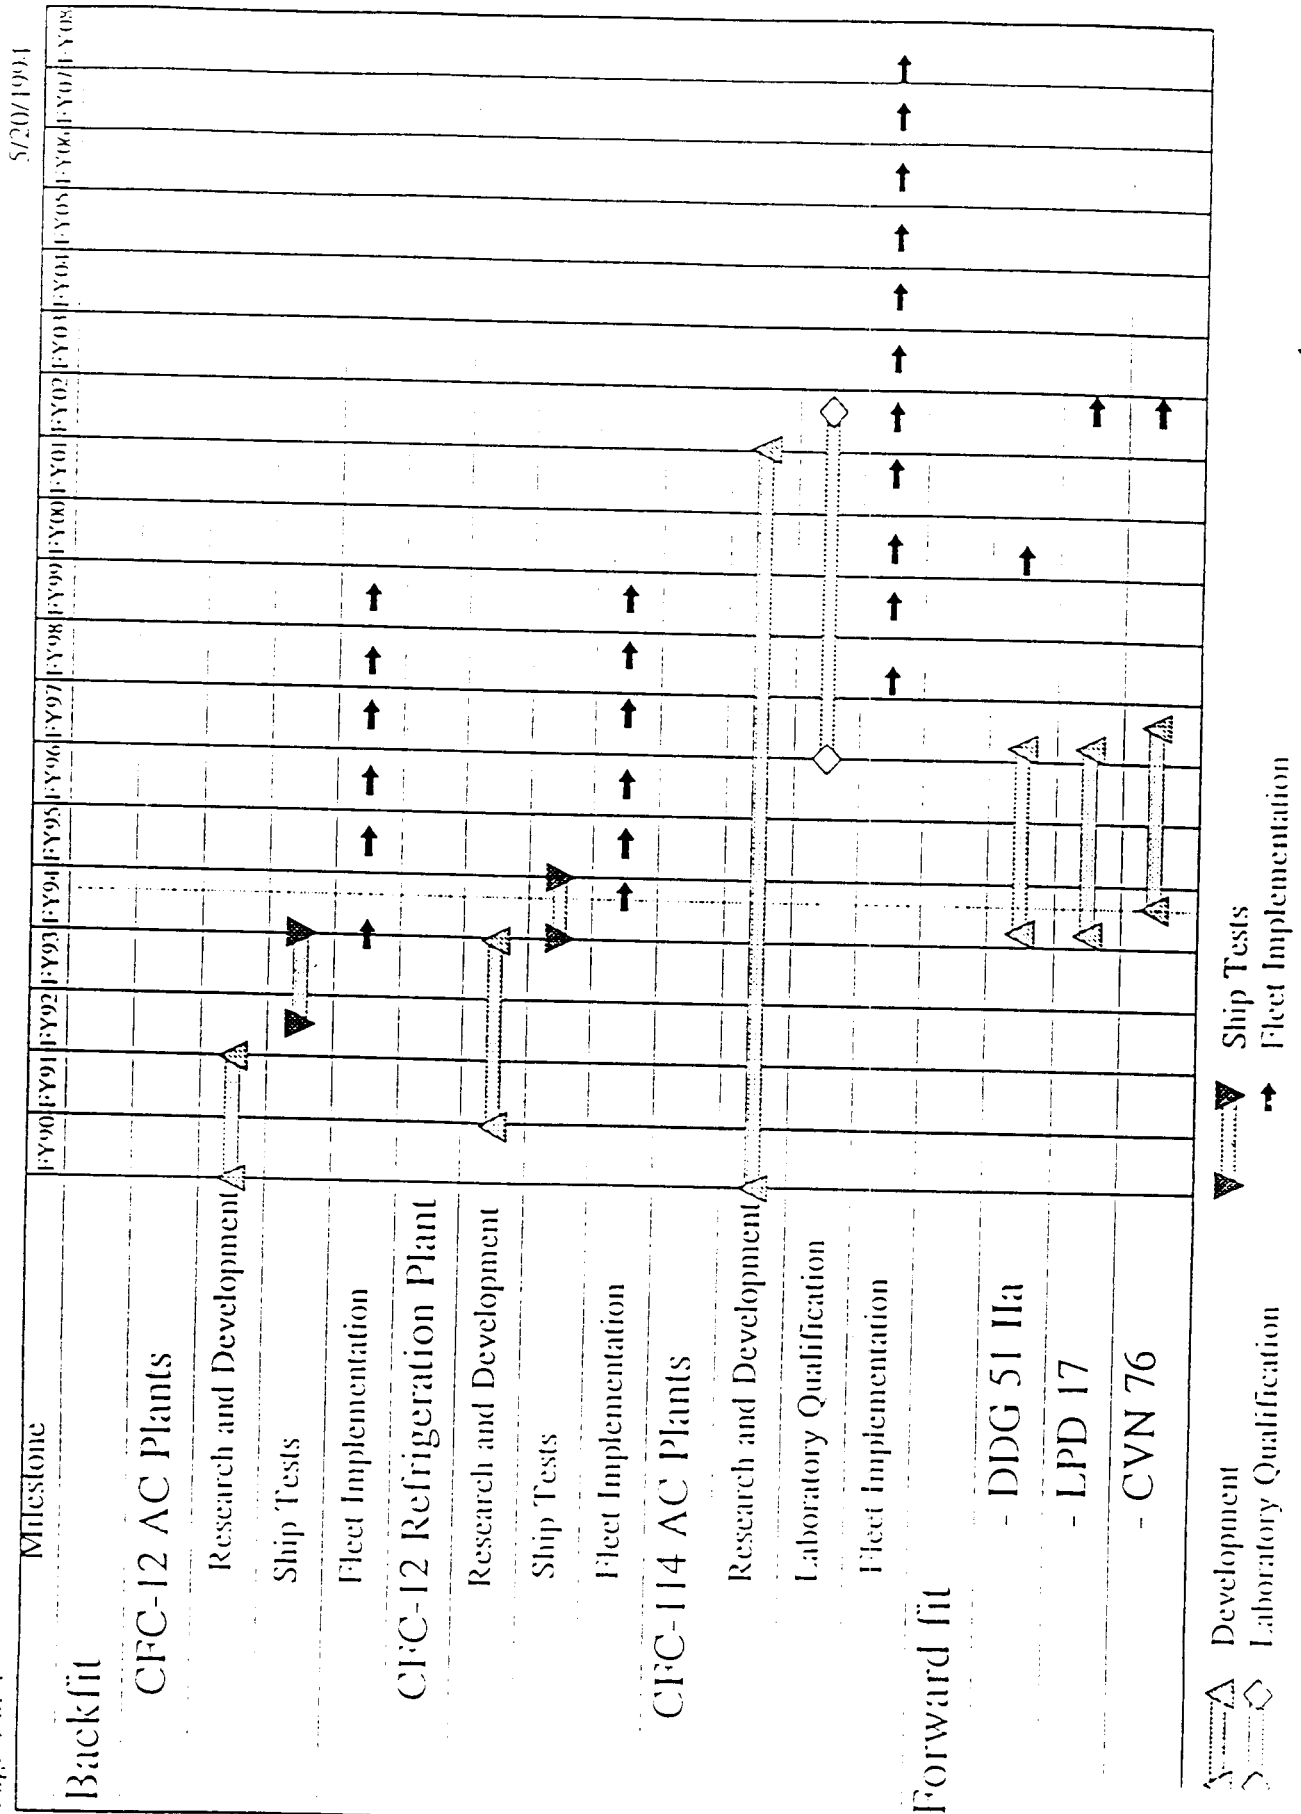 5/20/1994
Milestone FY90 FY91 FY92 FY93 FY94 FY95 FY96 FY97 FY98 FY99 FY00 FY01 FY02 FY03 FY04 FY05 FY06 FY07 FY08
Backfit
CFC-12 AC Plants
Research and Development
Ship Tests
Fleet Implementation
CFC-12 Refrigeration Plant
Research and Development
Ship Tests
Fleet Implementation
CFC-114 AC Plants
Research and Development
Laboratory Qualification
Fleet Implementation
Forward fit
- DDG 51 IIa
- LPD 17
- CVN 76
Development
Ship Tests
Laboratory Qualification
Fleet Implementation